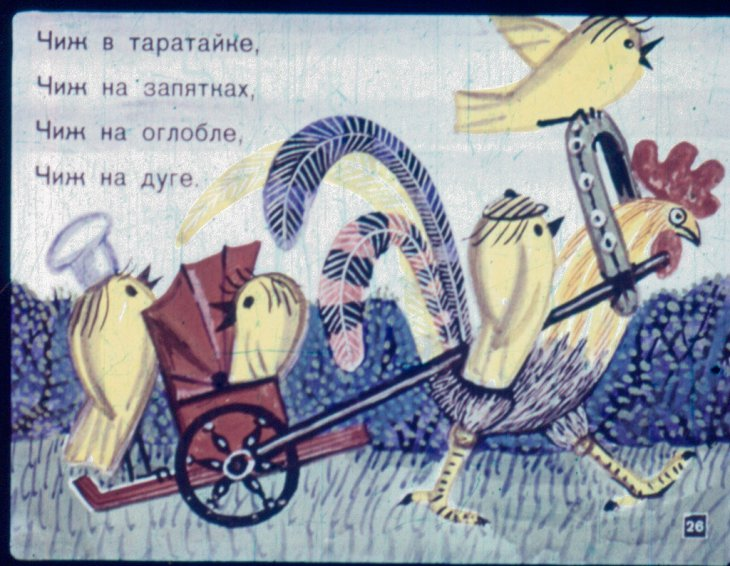 Чиж в таратайке,
Чиж на запятках,
Чиж на оглобле,
Чиж на дуге.
26